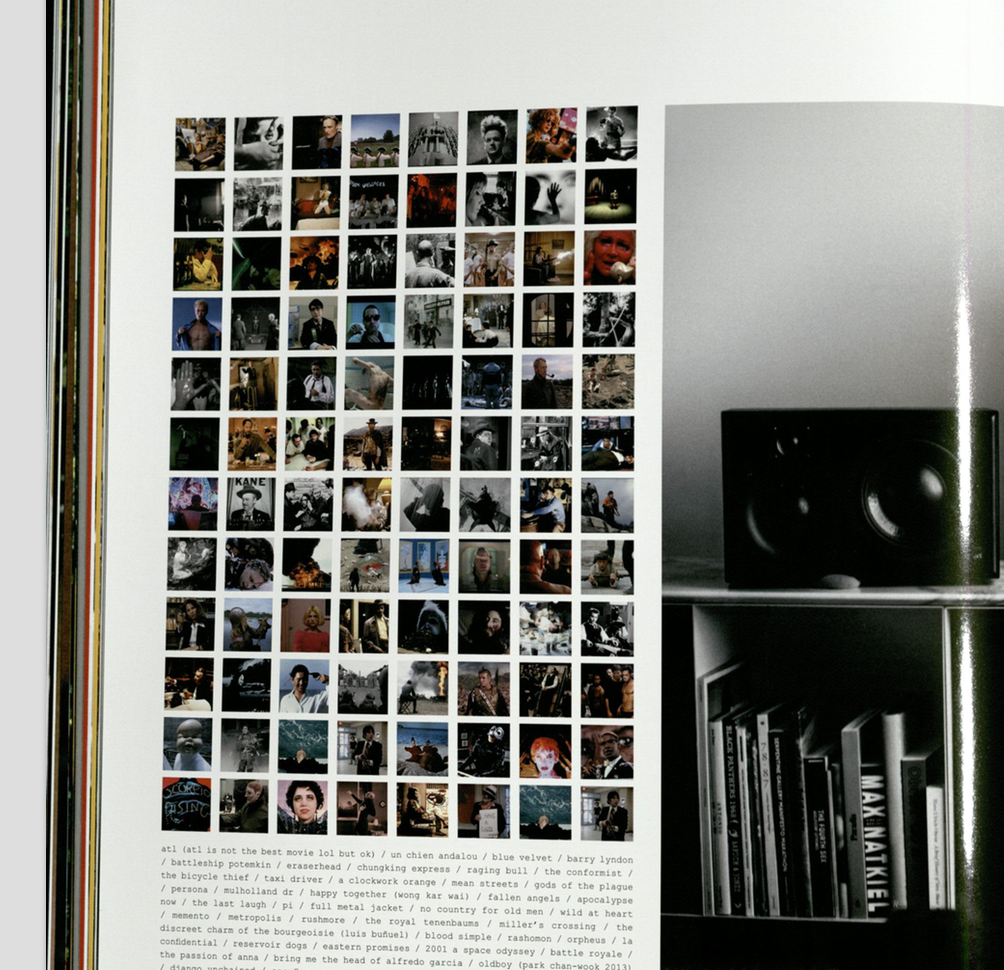 KANE
SCORPIO
RISING
atl (atl is not the best movie lol but ok) / un chien andalou / blue velvet / barry lyndon
/ battleship potemkin / eraserhead / chungking express / raging bull / the conformist /
the bicycle thief / taxi driver / a clockwork orange / mean streets / gods of the plague
/ persona / mulholland dr / happy together (wong kar wai) / fallen angels / apocalypse
now / the last laugh / pi / full metal jacket / no country for old men / wild at heart
/ memento / metropolis / rushmore / the royal tenenbaums / miller's crossing / the
discreet charm of the bourgeoisie (luis buñuel) / blood simple / rashomon / orpheus / la
confidential / reservoir dogs / eastern promises / 2001 a space odyssey / battle royale /
the passion of anna / bring me the head of alfredo garcia / oldboy (park chan-wook 2013)
/ django unchained /
THE FOURTH SEX
MAK NATKIEL